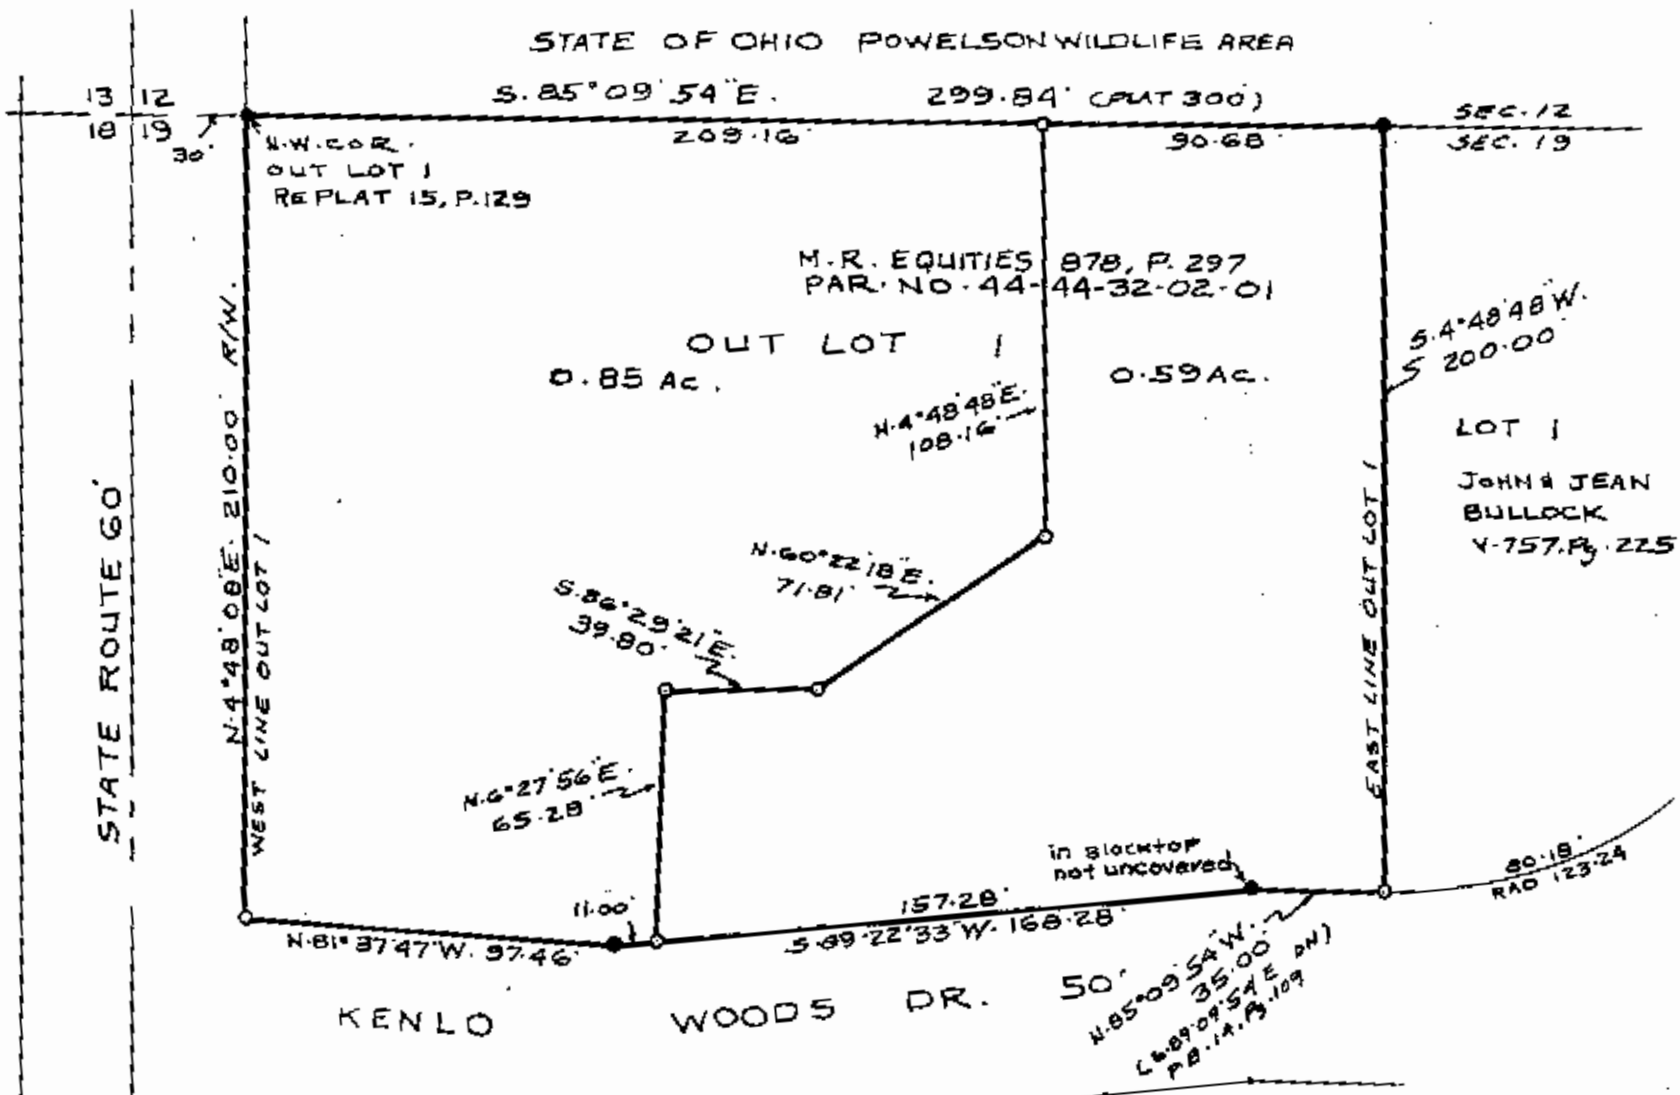 STATE OF OHIO POWELSON WILDLIFE AREA
13 12
18 19
30'
S. 85° 09' 54" E. 299.84' (PLAT 300')
209.16'
90.68'
SEC. 12
SEC. 19
N.W. COR.
OUT LOT 1
REPLAT 15, P. 129
M.R. EQUITIES 878, P. 297
PAR. NO. 44-44-32-02-01
OUT LOT 1
0.85 Ac.
0.59 Ac.
N. 4° 48' 48" E.
108.16'
S. 4° 48' 48" W.
200.00'
LOT 1
JOHN & JEAN
BULLOCK
V-757. Pg. 225
STATE ROUTE 60'
N. 4° 48' 08" E. 210.00' R/W.
WEST LINE OUT LOT 1
EAST LINE OUT LOT 1
N. 60° 22' 18" E.
71.81'
S. 86° 29' 21" E.
39.80'
N. 6° 27' 56" E.
65.28'
in Blacktop
not uncovered
80.18'
RAD 123.24
11.00'
157.28'
S. 89° 22' 33" W. 168.28'
N. 81° 37' 47" W. 97.46'
N. 85° 09' 54" W.
35.00'
P.B. 14, Pg. 109
KENLO WOODS DR. 50'